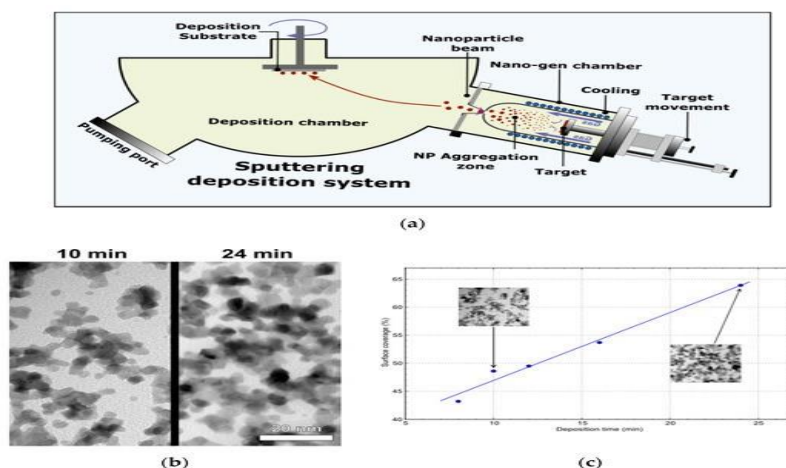 Deposition
Substrate
Nanoparticle
beam
Nano-gen chamber
Cooling
Target
movement
Deposition chamber
Pumping port
NP Aggregation
zone
Target
Sputtering
deposition system
(a)
10 min
24 min
20 nm
(b)
Surface coverage (%)
65
60
55
50
45
40
5
10
15
20
25
Deposition time (min)
(c)